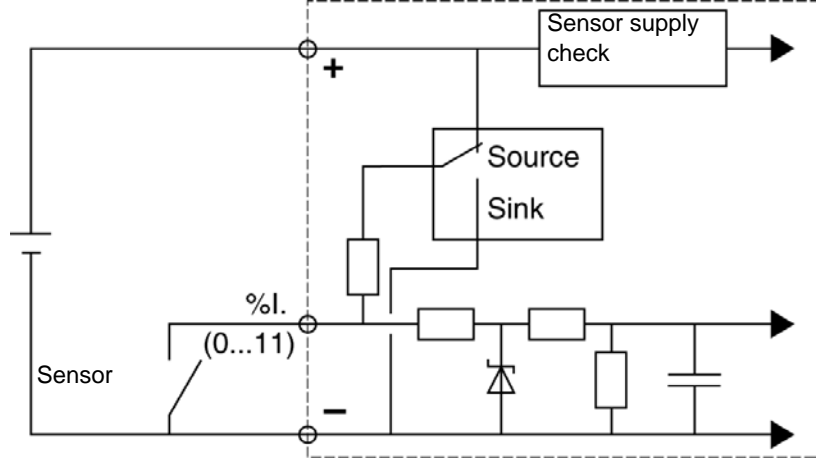 Sensor supply
check
+
Source
Sink
%I.
(0...11)
Sensor
−